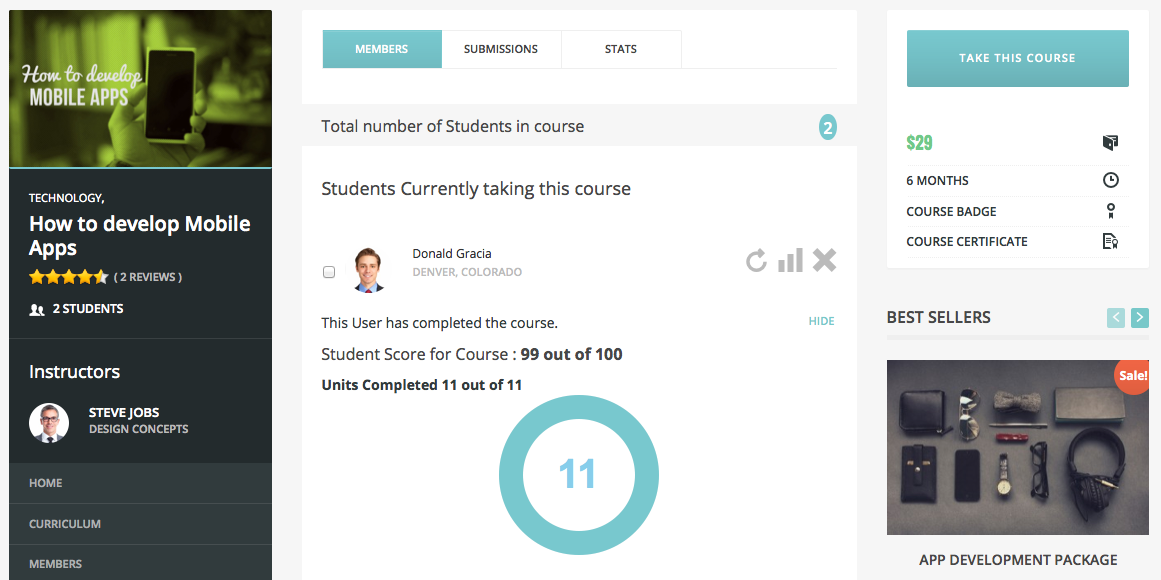 How to develop
MOBILE APPS
TECHNOLOGY,
How to develop Mobile
Apps
( 2 REVIEWS )
2 STUDENTS
Instructors
STEVE JOBS
DESIGN CONCEPTS
HOME
CURRICULUM
MEMBERS
MEMBERS SUBMISSIONS STATS
Total number of Students in course 2
Students Currently taking this course
Donald Gracia
DENVER, COLORADO
This User has completed the course. HIDE
Student Score for Course : 99 out of 100
Units Completed 11 out of 11
11
TAKE THIS COURSE
$29
6 MONTHS
COURSE BADGE
COURSE CERTIFICATE
BEST SELLERS
Sale!
APP DEVELOPMENT PACKAGE